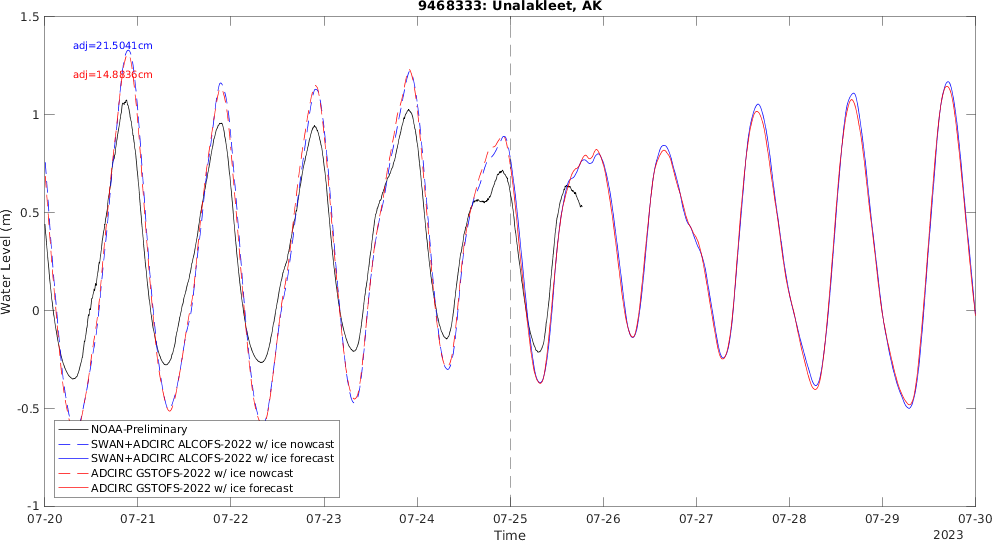 9468333: Unalakleet, AK
adj=21.5041cm
adj=14.8836cm
Water Level (m)
1.5
1
0.5
0
-0.5
-1
NOAA-Preliminary
SWAN+ADCIRC ALCOFS-2022 w/ ice nowcast
SWAN+ADCIRC ALCOFS-2022 w/ ice forecast
ADCIRC GSTOFS-2022 w/ ice nowcast
ADCIRC GSTOFS-2022 w/ ice forecast
07-20 07-21 07-22 07-23 07-24 07-25 07-26 07-27 07-28 07-29 07-30
Time
2023